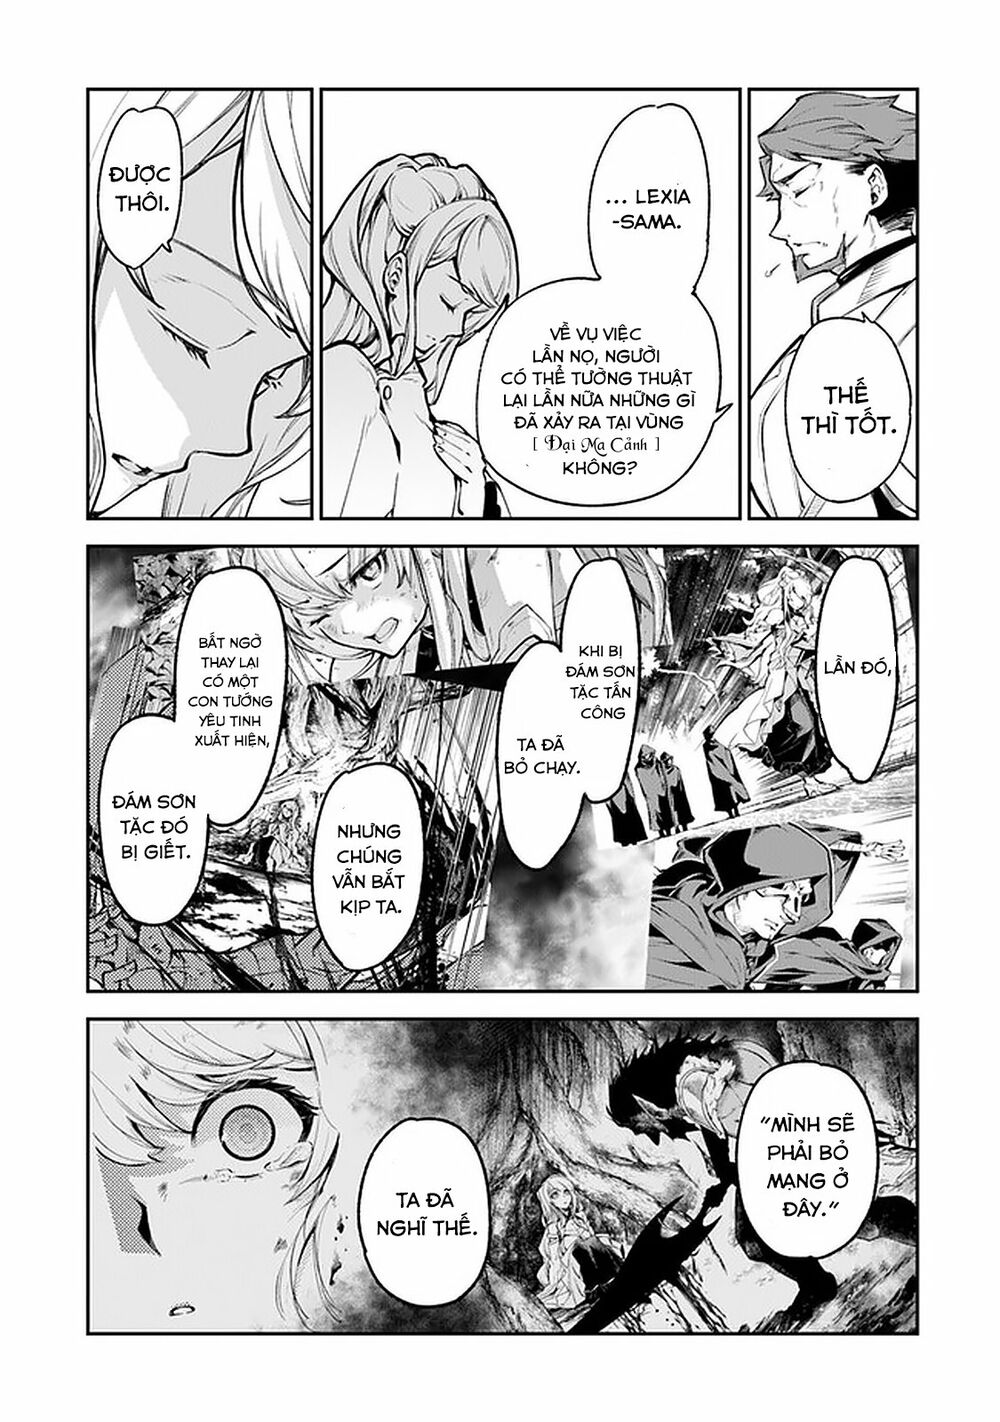 THẾ
THÌ TỐT.
... LEXIA
-SAMA.
VỀ VỤ VIỆC
LẦN NỌ, NGƯỜI
CÓ THỂ TƯỜNG THUẬT
LẠI LẦN NỮA NHỮNG GÌ
ĐÃ XẢY RA TẠI VÙNG
[ Đại Ma Cảnh ]
KHÔNG?
ĐƯỢC
THÔI.
LẦN ĐÓ,
KHI BỊ
ĐÁM SƠN
TẶC TẤN
CÔNG
TA ĐÃ
BỎ CHẠY.
NHƯNG
CHÚNG
VẪN BẮT
KỊP TA.
BẤT NGỜ
THAY LẠI
CÓ MỘT
CON TƯỚNG
YÊU TINH
XUẤT HIỆN,
ĐÁM SƠN
TẶC ĐÓ
BỊ GIẾT.
"MÌNH SẼ
PHẢI BỎ
MẠNG Ở
ĐÂY."
TA ĐÃ
NGHĨ THẾ.